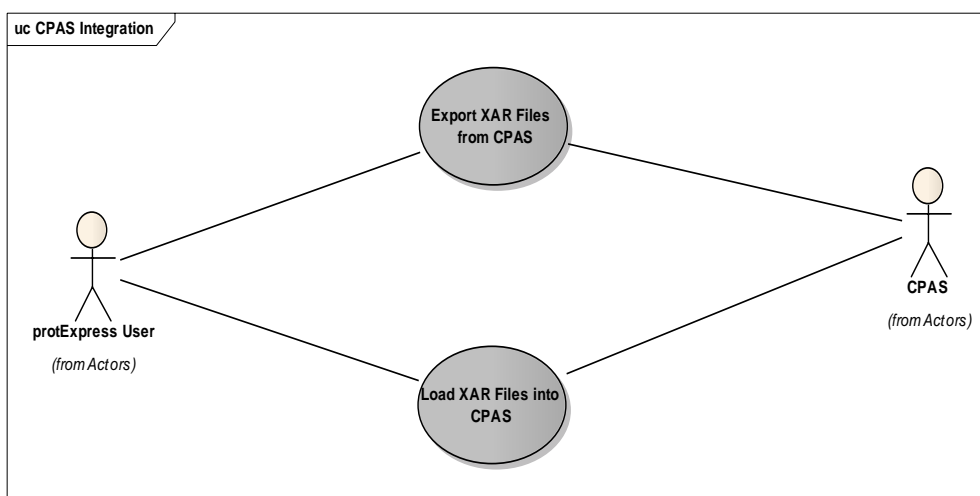 uc CPAS Integration
Export XAR Files
from CPAS
protExpress User
(from Actors)
CPAS
(from Actors)
Load XAR Files into
CPAS